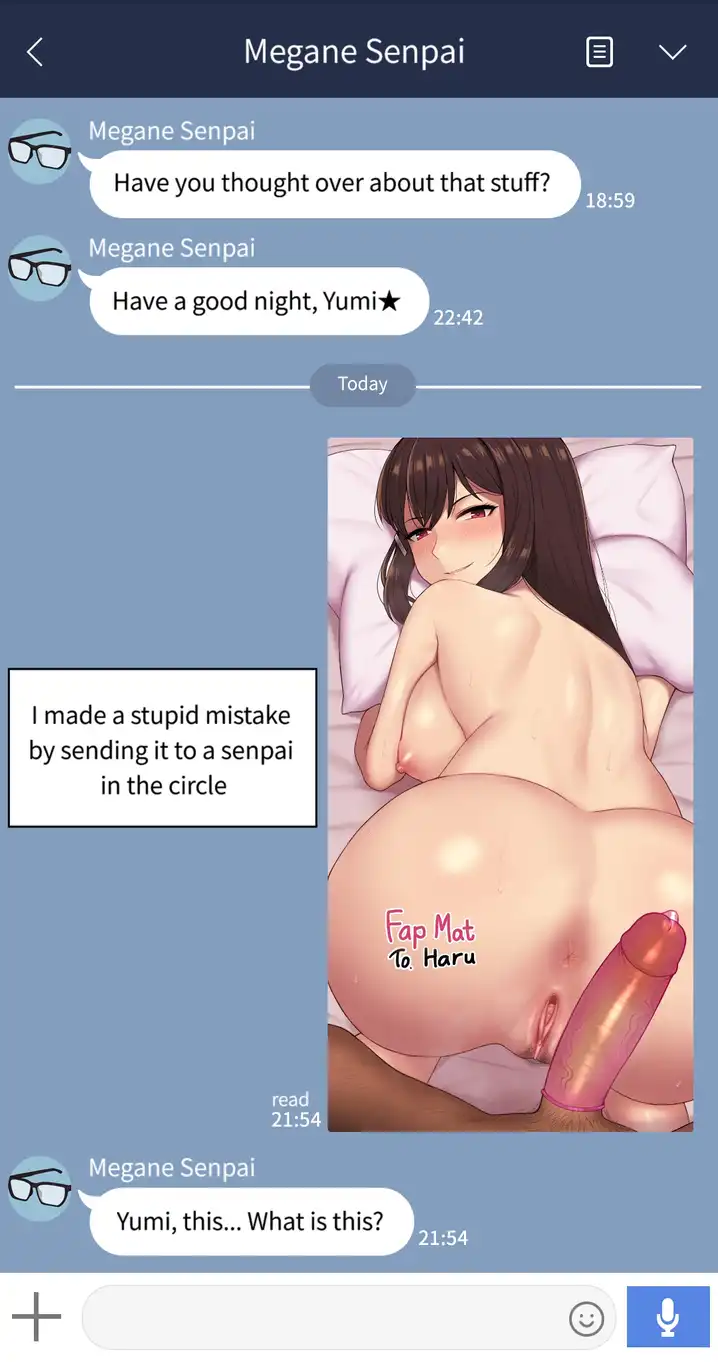 Megane Senpai
Megane Senpai
Have you thought over about that stuff?
18:59
Megane Senpai
Have a good night, Yumi★
22:42
Today
I made a stupid mistake
by sending it to a senpai
in the circle
Fap Mat
To. Haru
read
21:54
Megane Senpai
Yumi, this... What is this?
21:54